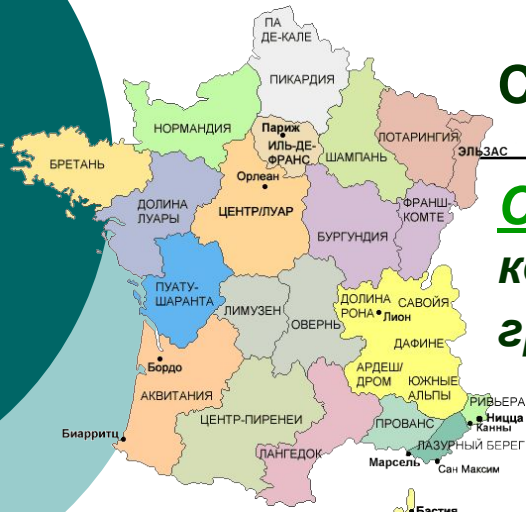 ПА
ДЕ-КАЛЕ
ПИКАРДИЯ
НОРМАНДИЯ
Париж
ИЛЬ-ДЕ-
ФРАНС
ШАМПАНЬ
ЛОТАРИНГИЯ
ЭЛЬЗАС
БРЕТАНЬ
Орлеан
ДОЛИНА
ЛУАРЫ
ЦЕНТР/ЛУАР
БУРГУНДИЯ
ФРАНШ-
КОМТЕ
ПУАТУ-
ШАРАНТА
ЛИМУЗЕН
ОВЕРНЬ
ДОЛИНА
РОНА
САВОЙЯ
Лион
ДАФИНЕ
АРДЕШ/
ДРОМ
ЮЖНЫЕ
АЛЬПЫ
Бордо
АКВИТАНИЯ
ЦЕНТР-ПИРЕНЕИ
Биарритц
ЛАНГЕДОК
ПРОВАНС
РИВЬЕРА
Ницца
Канны
ЛАЗУРНЫЙ БЕРЕГ
Марсель
Сан Максим
Бастия